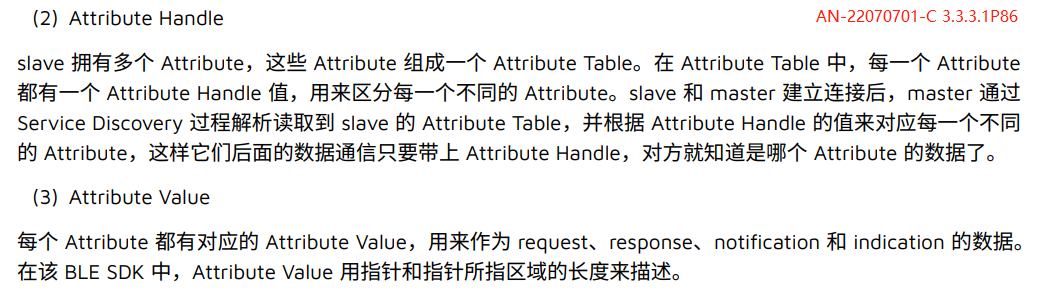 (2) Attribute Handle
AN-22070701-C 3.3.3.1P86
slave 拥有多个 Attribute，这些 Attribute 组成一个 Attribute Table。在 Attribute Table 中，每一个 Attribute
都有一个 Attribute Handle 值，用来区分每一个不同的 Attribute。slave 和 master 建立连接后，master 通过
Service Discovery 过程解析读取到 slave 的 Attribute Table，并根据 Attribute Handle 的值来对应每一个不同
的 Attribute，这样它们后面的数据通信只要带上 Attribute Handle，对方就知道是哪个 Attribute 的数据了。
(3) Attribute Value
每个 Attribute 都有对应的 Attribute Value，用来作为 request、response、notification 和 indication 的数据。
在该 BLE SDK 中，Attribute Value 用指针和指针所指区域的长度来描述。